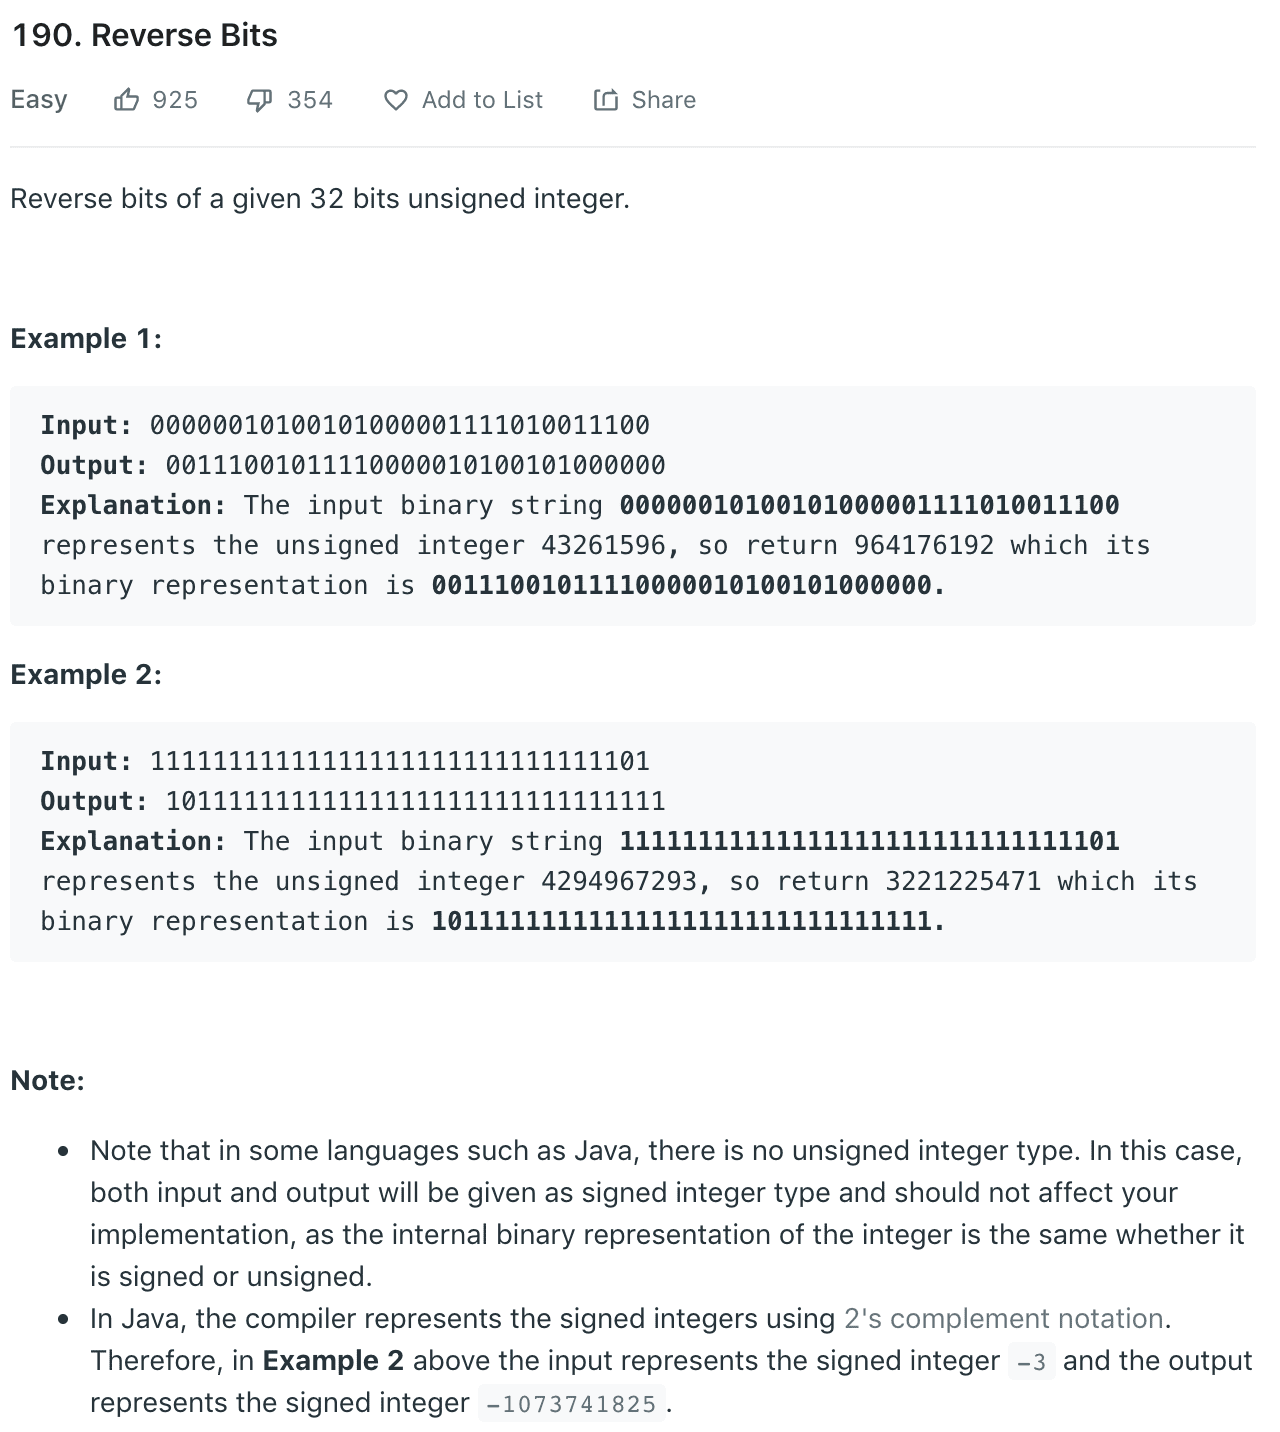 190. Reverse Bits
Easy 925 354 Add to List Share
Reverse bits of a given 32 bits unsigned integer.
Example 1:
Input: 00000010100101000001111010011100
Output: 00111001011110000010100101000000
Explanation: The input binary string 00000010100101000001111010011100
represents the unsigned integer 43261596, so return 964176192 which its
binary representation is 00111001011110000010100101000000.
Example 2:
Input: 11111111111111111111111111111101
Output: 10111111111111111111111111111111
Explanation: The input binary string 11111111111111111111111111111101
represents the unsigned integer 4294967293, so return 3221225471 which its
binary representation is 10111111111111111111111111111111.
Note:
• Note that in some languages such as Java, there is no unsigned integer type. In this case,
both input and output will be given as signed integer type and should not affect your
implementation, as the internal binary representation of the integer is the same whether it
is signed or unsigned.
• In Java, the compiler represents the signed integers using 2's complement notation.
Therefore, in Example 2 above the input represents the signed integer -3 and the output
represents the signed integer -1073741825.